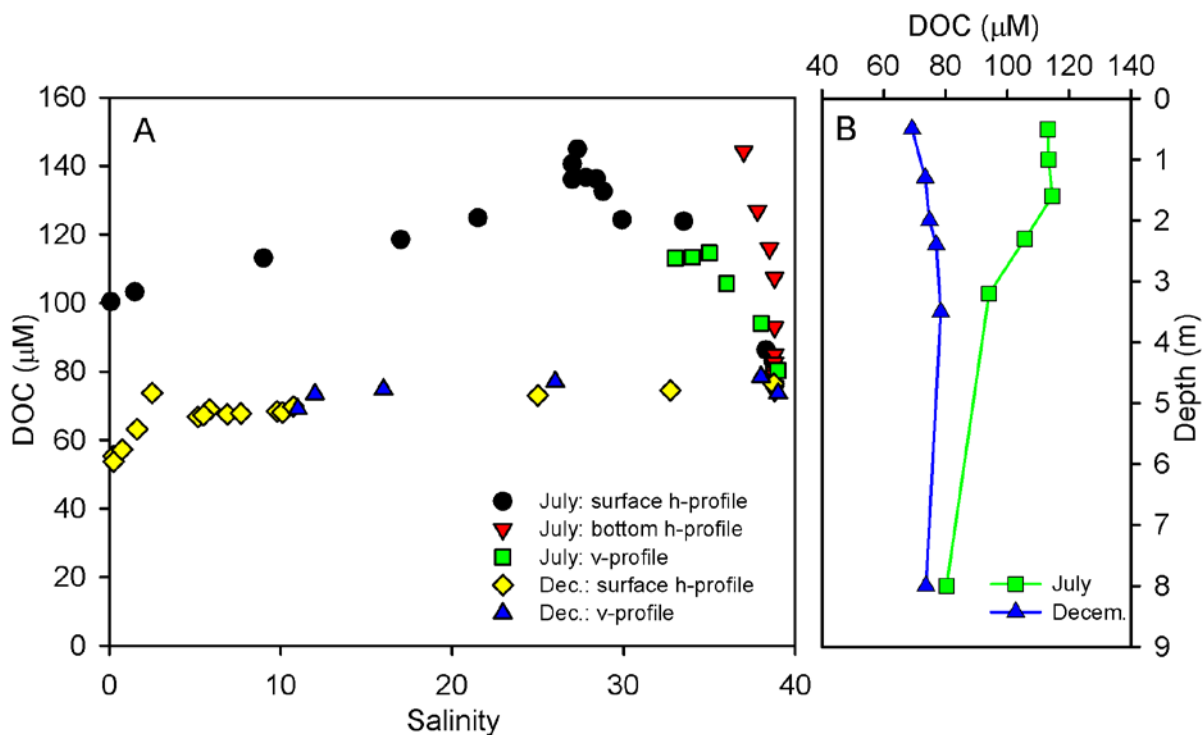 DOC (μM)
40 60 80 100 120 140
160
140
120
100
80
60
40
20
0
DOC (μM)
A
July: surface h-profile
July: bottom h-profile
July: v-profile
Dec.: surface h-profile
Dec.: v-profile
0 10 20 30 40
Salinity
B
0
1
2
3
4
5
6
7
8
9
Depth (m)
July
Decem.